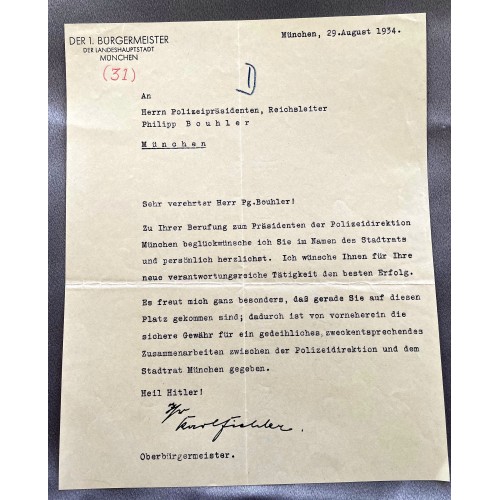 DER 1. BÜRGERMEISTER
DER LANDESHAUPTSTADT
MÜNCHEN
(31)
München, 29.August 1934.
An
Herrn Polizeipräsidenten, Reichsleiter
Philipp Bouhler
München
Sehr verehrter Herr Pg.Bouhler!
Zu Ihrer Berufung zum Präsidenten der Polizeidirektion
München beglückwünsche ich Sie im Namen des Stadtrats
und persönlich herzlichst. Ich wünsche Ihnen für Ihre
neue verantwortungsreiche Tätigkeit den besten Erfolg.
Es freut mich ganz besonders, daß gerade Sie auf diesen
Platz gekommen sind; dadurch ist von vorneherein die
sichere Gewähr für ein gedeihliches, zweckentsprechendes
Zusammenarbeiten zwischen der Polizeidirektion und dem
Stadtrat München gegeben.
Heil Hitler!
Karl Fiehler.
Oberbürgermeister.